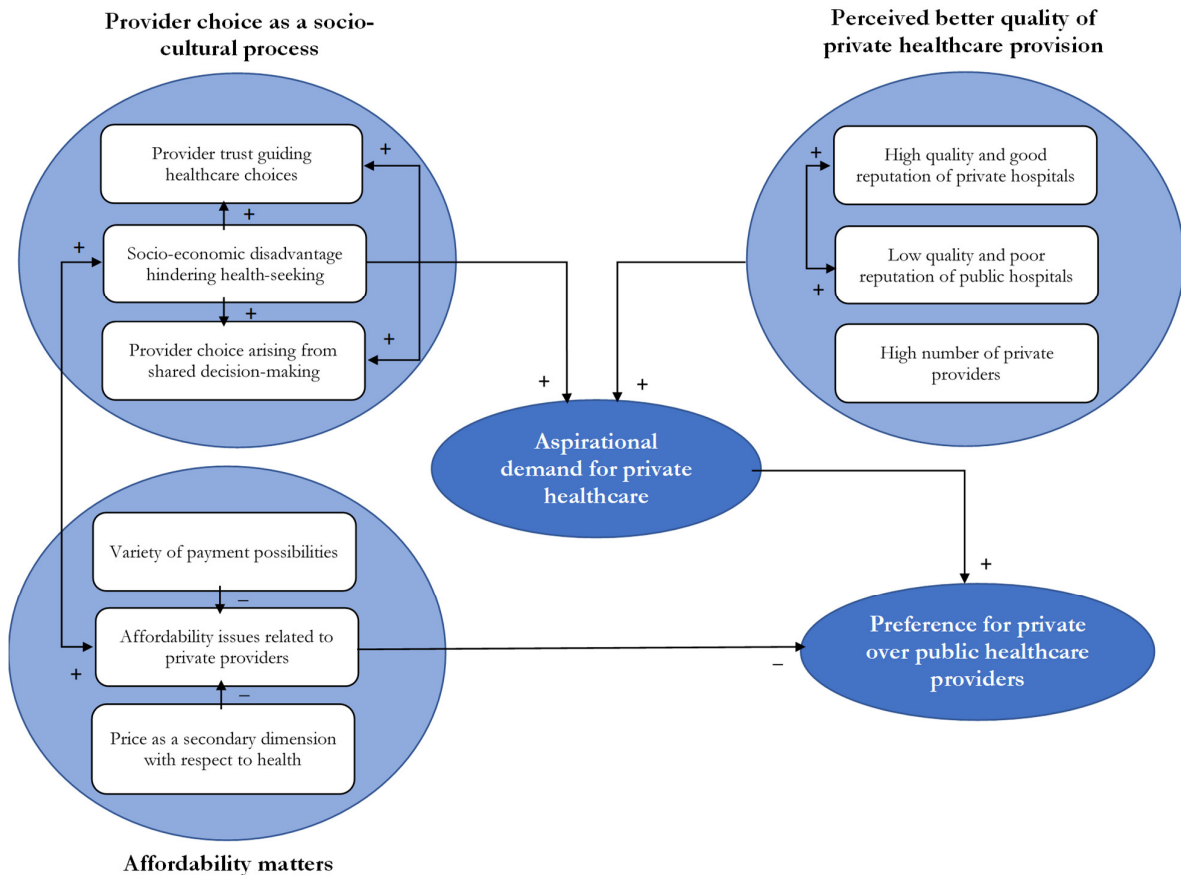 Provider choice as a socio-
cultural process
Perceived better quality of
private healthcare provision
Provider trust guiding
healthcare choices
+
+
Socio-economic disadvantage
hindering health-seeking
+
+
Provider choice arising from
shared decision-making
+
High quality and good
reputation of private hospitals
+
Low quality and poor
reputation of public hospitals
+
High number of private
providers
+
+
Aspirational
demand for private
healthcare
Variety of payment possibilities
–
Affordability issues related to
private providers
+
–
Price as a secondary dimension
with respect to health
+
–
Preference for private
over public healthcare
providers
Affordability matters